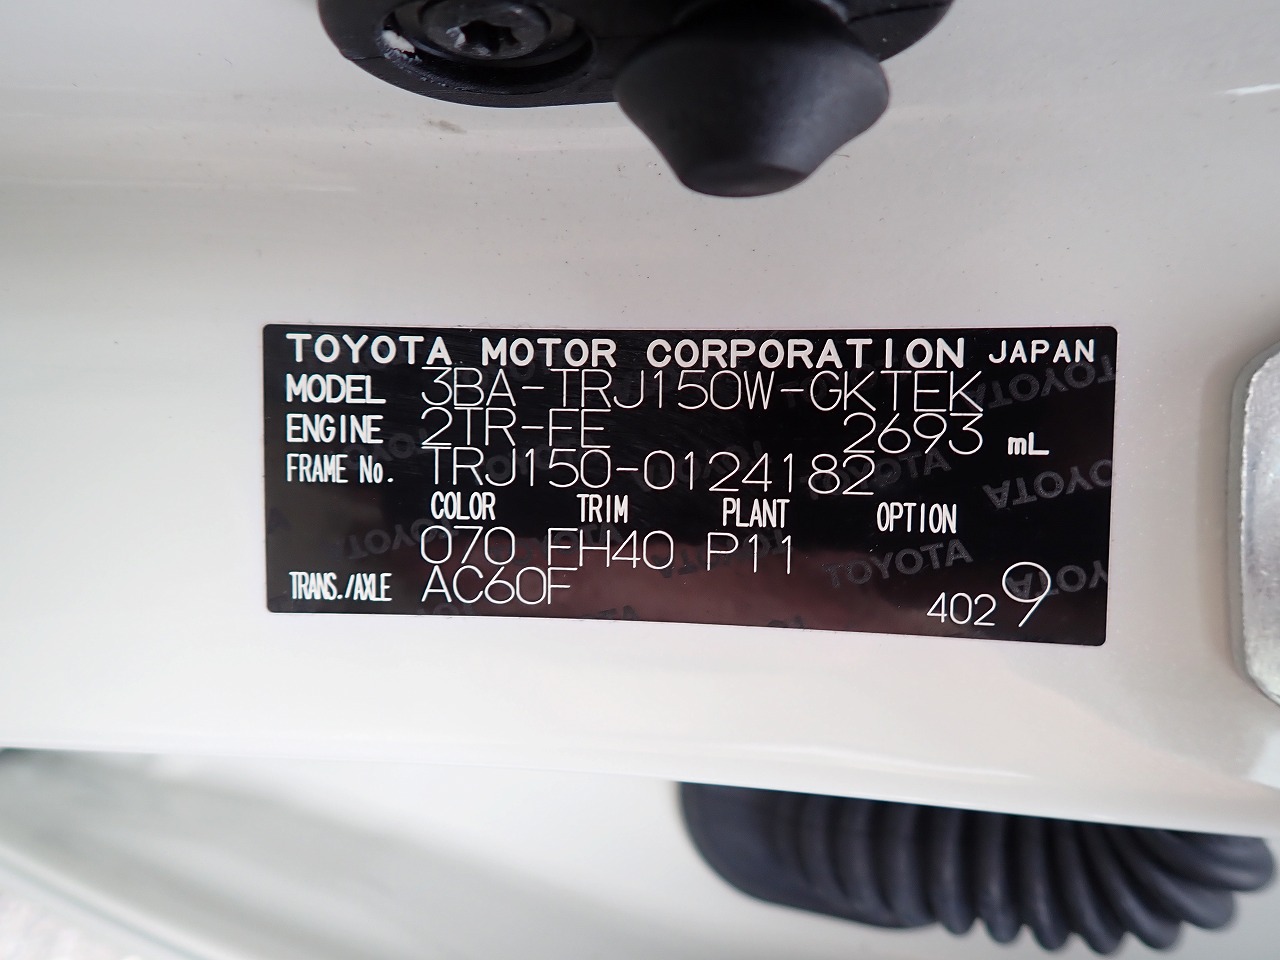 TOYOTA MOTOR CORPORATION JAPAN
MODEL 3BA-TRJ150W-GKTEK
ENGINE 2TR-FE 2693 mL
FRAME No. TRJ150-0124182
COLOR TRIM PLANT OPTION
070 EH40 P11
TRANS./AXLE AC60F
4029